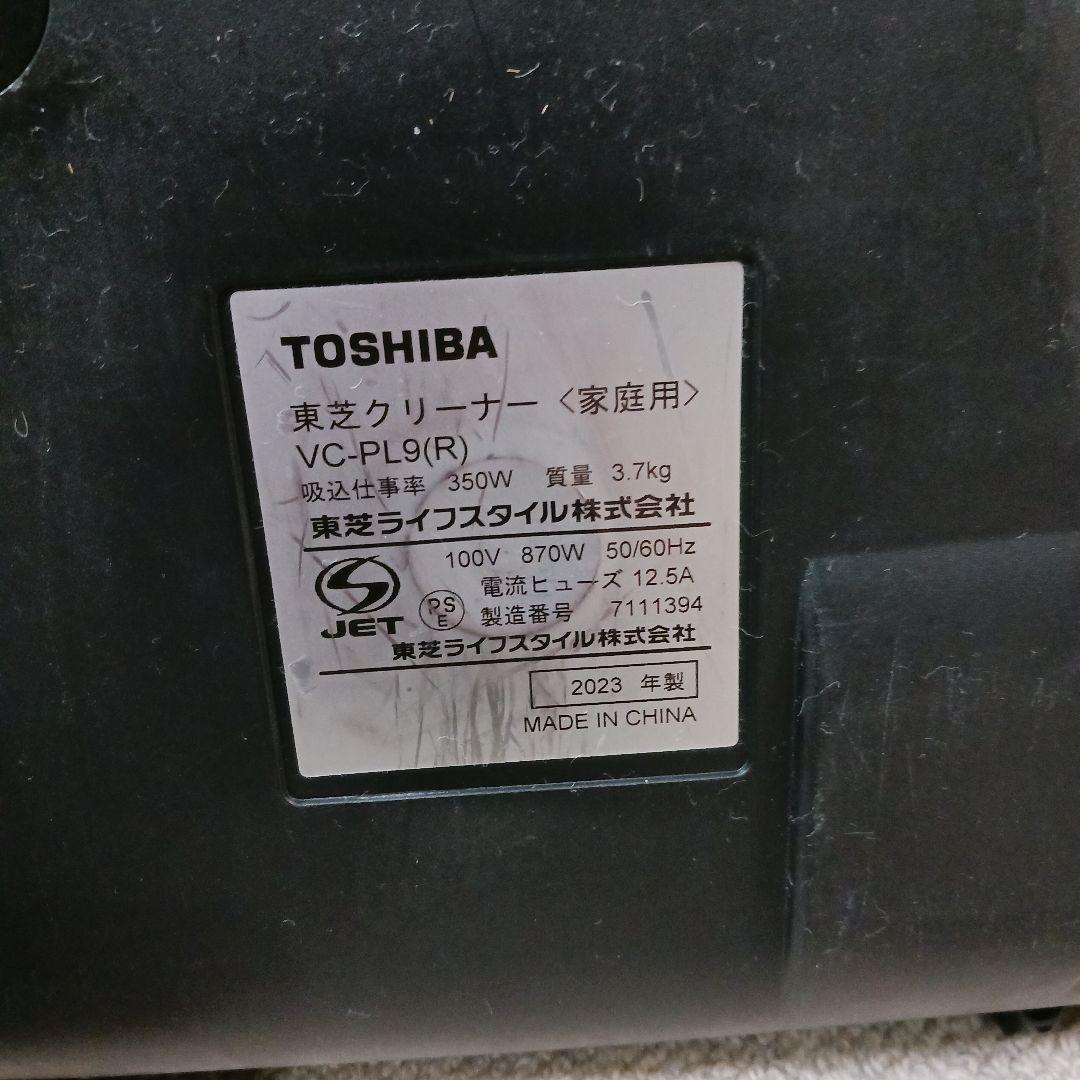 TOSHIBA
東芝クリーナー〈家庭用〉
VC-PL9(R)
吸込仕事率 350W 質量 3.7kg
東芝ライフスタイル株式会社
100V 870W 50/60Hz
電流ヒューズ 12.5A
JET PSE 製造番号 7111394
東芝ライフスタイル株式会社
2023 年製
MADE IN CHINA